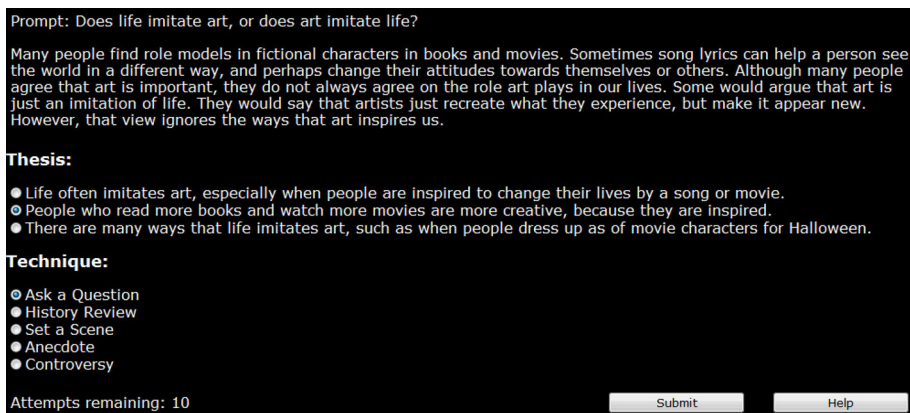 Prompt: Does life imitate art, or does art imitate life?
Many people find role models in fictional characters in books and movies. Sometimes song lyrics can help a person see
the world in a different way, and perhaps change their attitudes towards themselves or others. Although many people
agree that art is important, they do not always agree on the role art plays in our lives. Some would argue that art is
just an imitation of life. They would say that artists just recreate what they experience, but make it appear new.
However, that view ignores the ways that art inspires us.
Thesis:
Life often imitates art, especially when people are inspired to change their lives by a song or movie.
People who read more books and watch more movies are more creative, because they are inspired.
There are many ways that life imitates art, such as when people dress up as of movie characters for Halloween.
Technique:
Ask a Question
History Review
Set a Scene
Anecdote
Controversy
Attempts remaining: 10 Submit Help